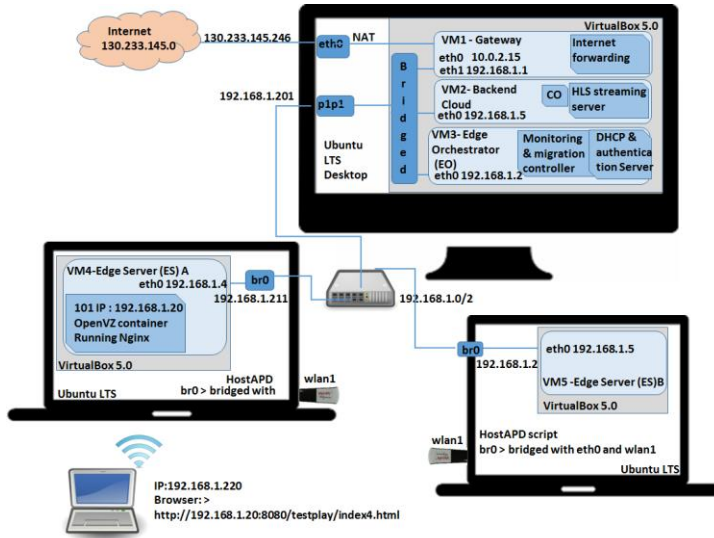 Internet
130.233.145.0
130.233.145.246
eth0
NAT
VirtualBox 5.0
VM1 - Gateway
eth0 10.0.2.15
eth1 192.168.1.1
Internet
forwarding
Bridged
192.168.1.201
p1p1
VM2- Backend
Cloud
eth0 192.168.1.5
CO
HLS streaming
server
Ubuntu
LTS
Desktop
VM3- Edge
Orchestrator
(EO)
eth0 192.168.1.2
Monitoring
& migration
controller
DHCP &
authentica
tion Server
VM4-Edge Server (ES) A
eth0 192.168.1.4
br0
192.168.1.211
101 IP : 192.168.1.20
OpenVZ container
Running Nginx
VirtualBox 5.0
Ubuntu LTS
HostAPD
br0 > bridged with
wlan1
192.168.1.0/2
br0
192.168.1.2
eth0 192.168.1.5
VM5 -Edge Server (ES)B
VirtualBox 5.0
wlan1
HostAPD script
br0 > bridged with eth0 and wlan1
Ubuntu LTS
IP:192.168.1.220
Browser: >
http://192.168.1.20:8080/testplay/index4.html